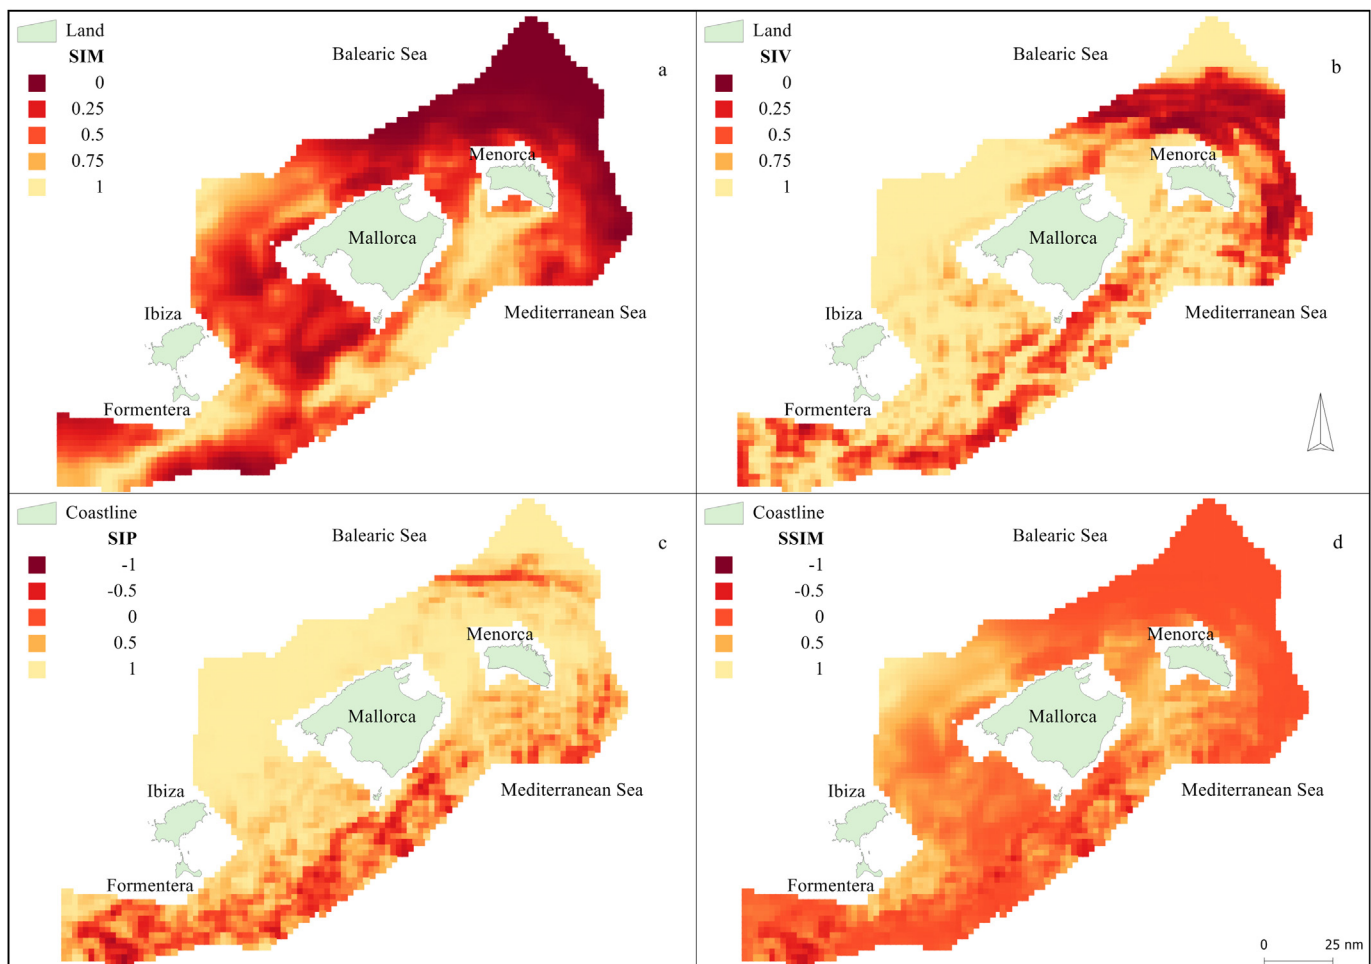 Land
SIM
0
0.25
0.5
0.75
1
Balearic Sea
a
Menorca
Mallorca
Ibiza
Mediterranean Sea
Formentera
Land
SIV
0
0.25
0.5
0.75
1
Balearic Sea
b
Menorca
Mallorca
Ibiza
Mediterranean Sea
Formentera
Coastline
SIP
-1
-0.5
0
0.5
1
Balearic Sea
c
Menorca
Mallorca
Ibiza
Mediterranean Sea
Formentera
Coastline
SSIM
-1
-0.5
0
0.5
1
Balearic Sea
d
Menorca
Mallorca
Ibiza
Mediterranean Sea
Formentera
0 25 nm